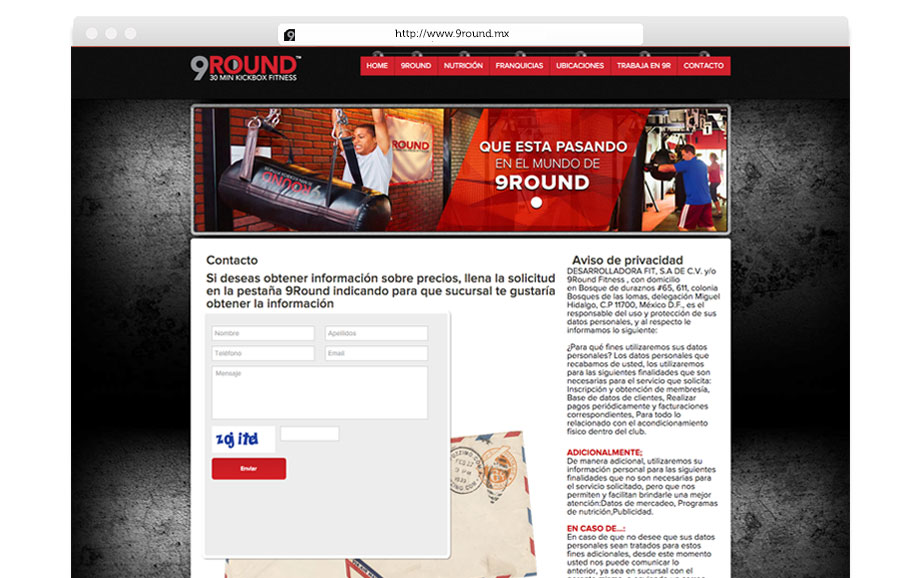 http://www.9round.mx
9ROUND™
30 MIN KICKBOX FITNESS
HOME 9ROUND NUTRICIÓN FRANQUICIAS UBICACIONES TRABAJA EN 9R CONTACTO
9ROUND
ROUND
QUE ESTA PASANDO
EN EL MUNDO DE
9ROUND
Contacto
Si deseas obtener información sobre precios, llena la solicitud
en la pestaña 9Round indicando para que sucursal te gustaría
obtener la información
Nombre Apellidos
Teléfono Email
Mensaje
zoj itd
Enviar
Aviso de privacidad
DESARROLLADORA FIT, S.A DE C.V. y/o
9Round Fitness , con domicilio
en Bosque de duraznos #65, 611, colonia
Bosques de las lomas, delegación Miguel
Hidalgo, C.P 11700, México D.F., es el
responsable del uso y protección de sus
datos personales, y al respecto le
informamos lo siguiente:
¿Para qué fines utilizaremos sus datos
personales? Los datos personales que
recabamos de usted, los utilizaremos
para las siguientes finalidades que son
necesarias para el servicio que solicita:
Inscripción y obtención de membresía,
Base de datos de clientes, Realizar
pagos periódicamente y facturaciones
correspondientes, Para todo lo
relacionado con el acondicionamiento
físico dentro del club.
ADICIONALMENTE;
De manera adicional, utilizaremos su
información personal para las siguientes
finalidades que no son necesarias para
el servicio solicitado, pero que nos
permiten y facilitan brindarle una mejor
atención:Datos de mercadeo, Programas
de nutrición,Publicidad.
EN CASO DE...:
En caso de que no desee que sus datos
personales sean tratados para estos
fines adicionales, desde este momento
usted nos puede comunicar lo
anterior, ya sea en sucursal con el